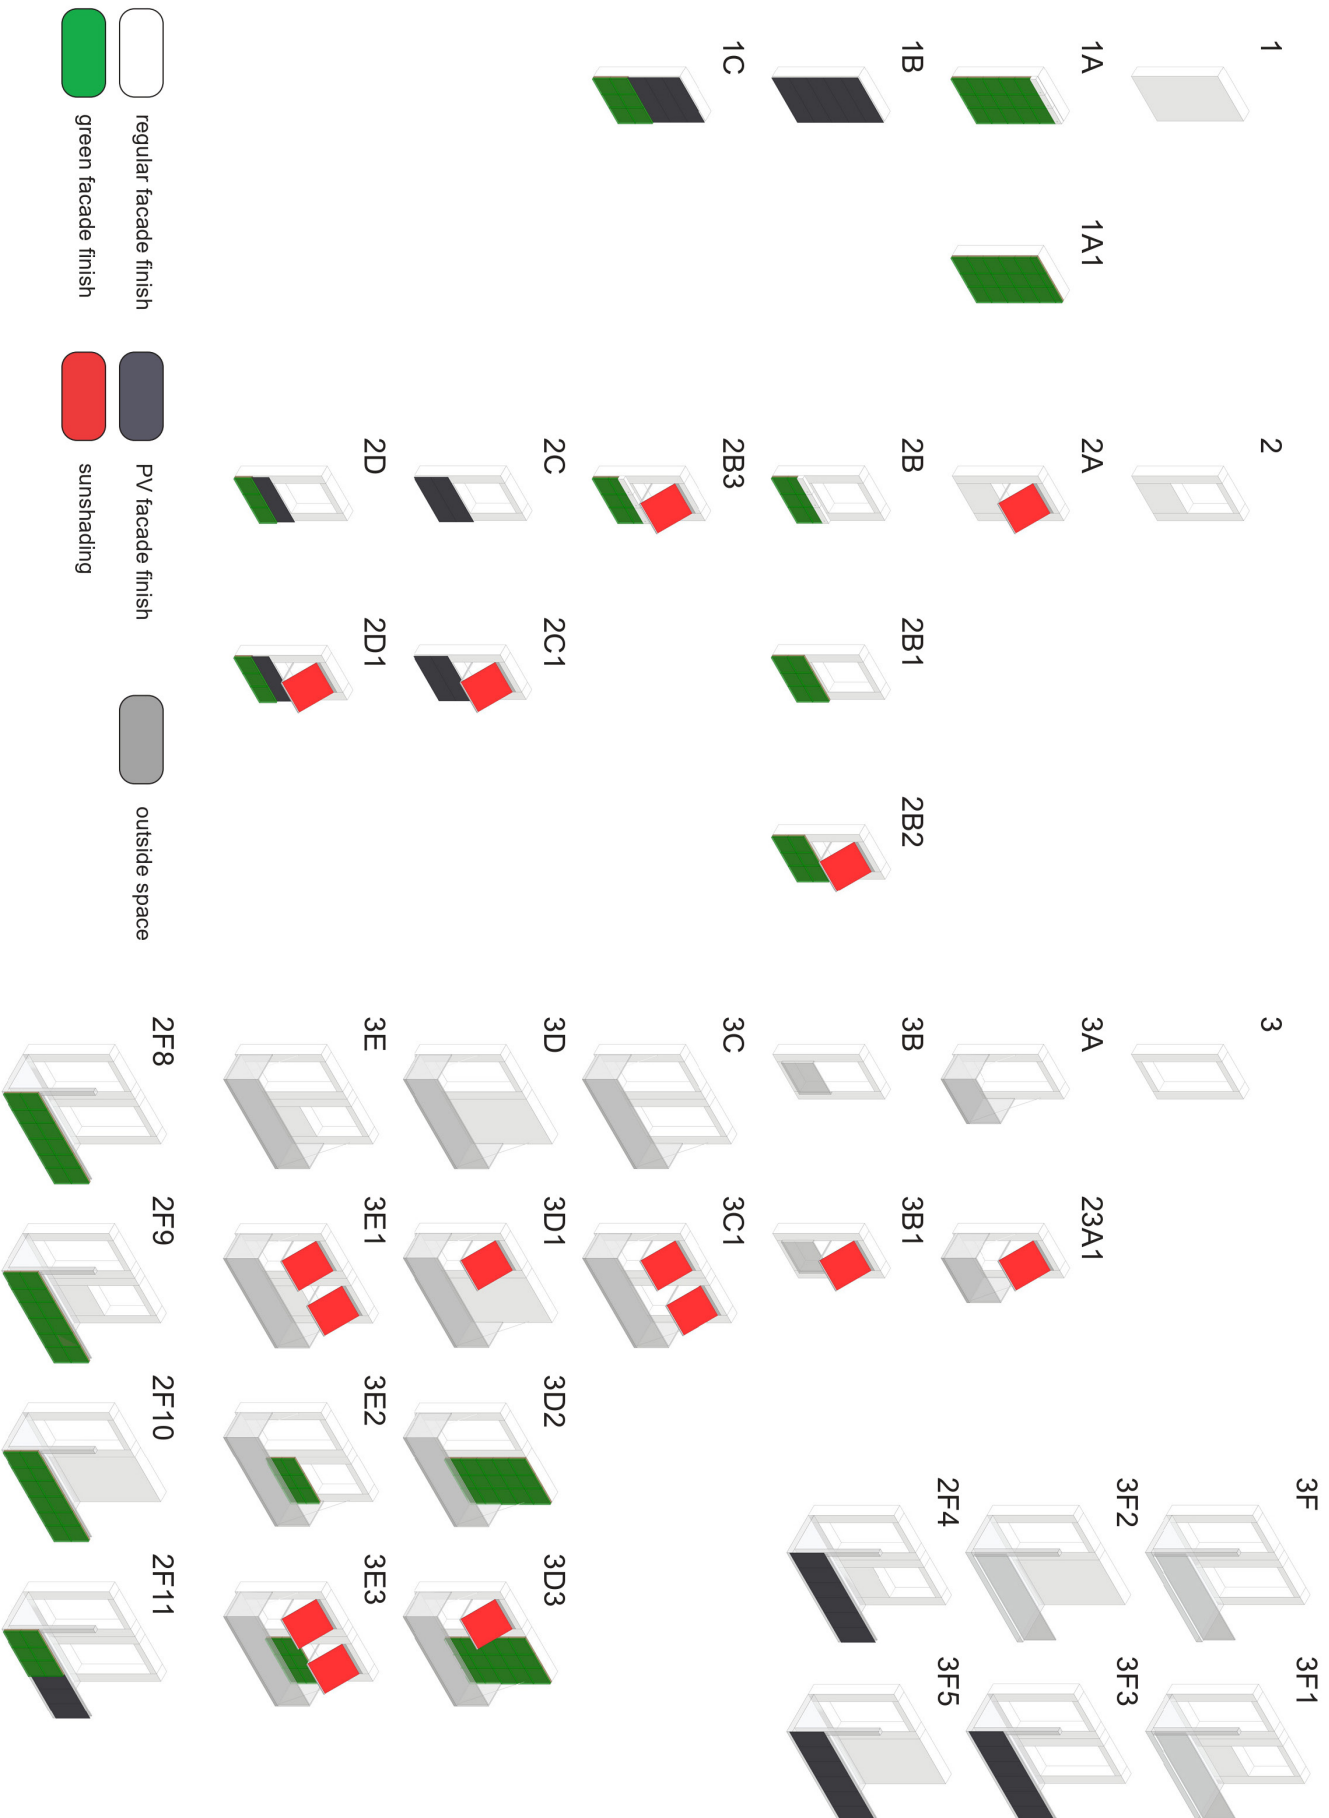 1
1A
1A1
1B
1C
2
2A
2B
2B1
2B2
2B3
2C
2C1
2D
2D1
3
3A
23A1
3B
3B1
3C
3C1
3D
3D1
3D2
3D3
3E
3E1
3E2
3E3
3F
3F1
3F2
3F3
2F4
3F5
2F8
2F9
2F10
2F11
regular facade finish
PV facade finish
outside space
green facade finish
sunshading